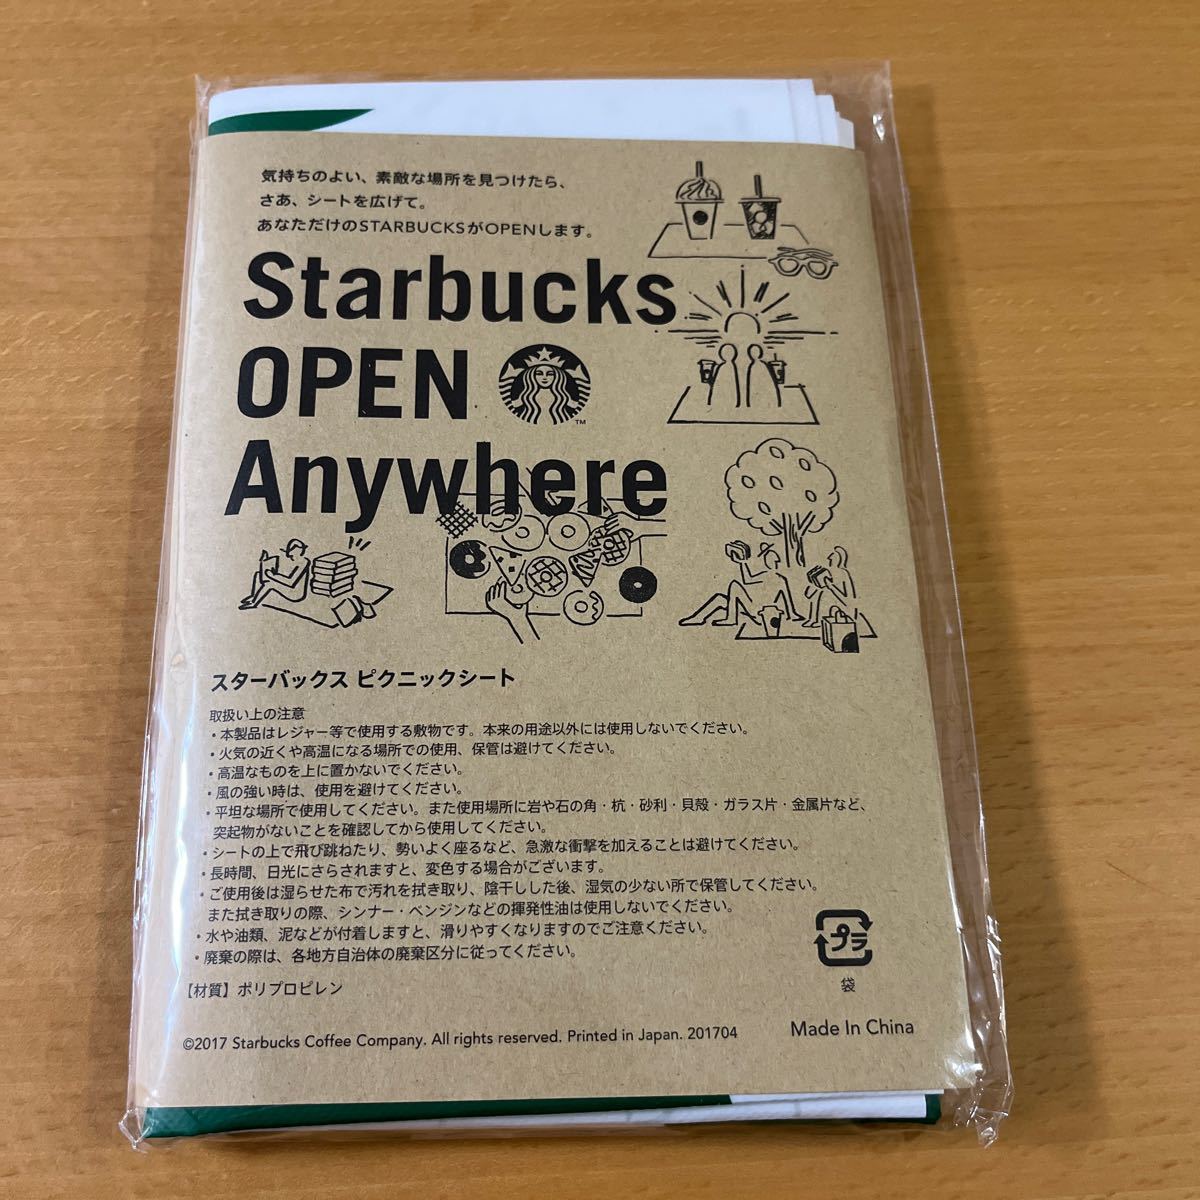 気持ちのよい、素敵な場所を見つけたら、
さあ、シートを広げて。
あなただけのSTARBUCKSがOPENします。
Starbucks
OPEN
TM
Anywhere
スターバックス ピクニックシート
取扱い上の注意
・本製品はレジャー等で使用する敷物です。本来の用途以外には使用しないでください。
・火気の近くや高温になる場所での使用、保管は避けてください。
・高温なものを上に置かないでください。
・風の強い時は、使用を避けてください。
・平坦な場所で使用してください。また使用場所に岩や石の角・杭・砂利・貝殻・ガラス片・金属片など、
突起物がないことを確認してから使用してください。
・シートの上で飛び跳ねたり、勢いよく座るなど、急激な衝撃を加えることは避けてください。
・長時間、日光にさらされますと、変色する場合がございます。
・ご使用後は湿らせた布で汚れを拭き取り、陰干しした後、湿気の少ない所で保管してください。
また拭き取りの際、シンナー・ベンジンなどの揮発性油は使用しないでください。
・水や油類、泥などが付着しますと、滑りやすくなりますのでご注意ください。
・廃棄の際は、各地方自治体の廃棄区分に従ってください。
プラ
袋
【材質】ポリプロピレン
©2017 Starbucks Coffee Company. All rights reserved. Printed in Japan. 201704
Made In China